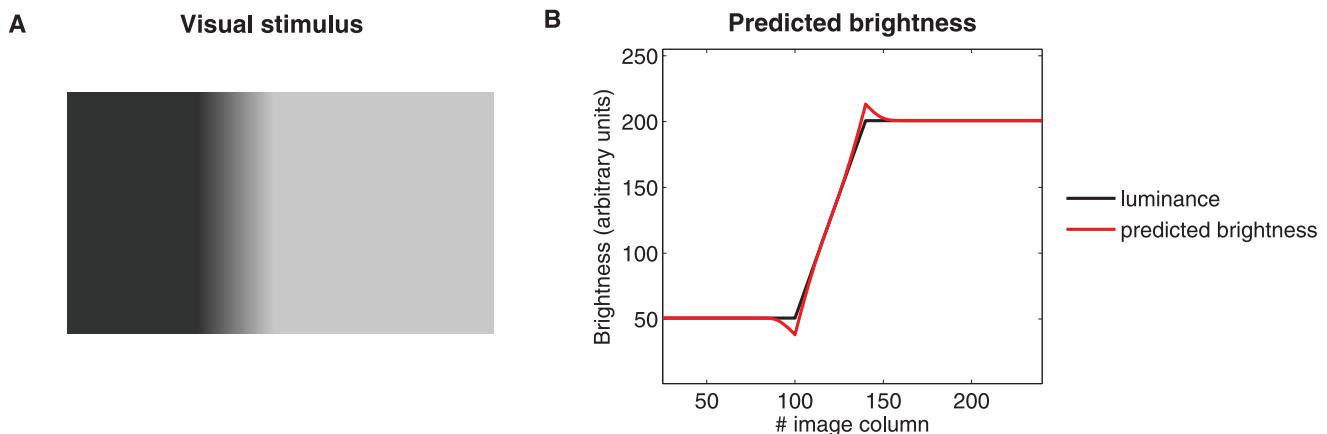 A
Visual stimulus
B
Predicted brightness
Brightness (arbitrary units)
250
200
150
100
50
50
100
150
200
# image column
luminance
predicted brightness